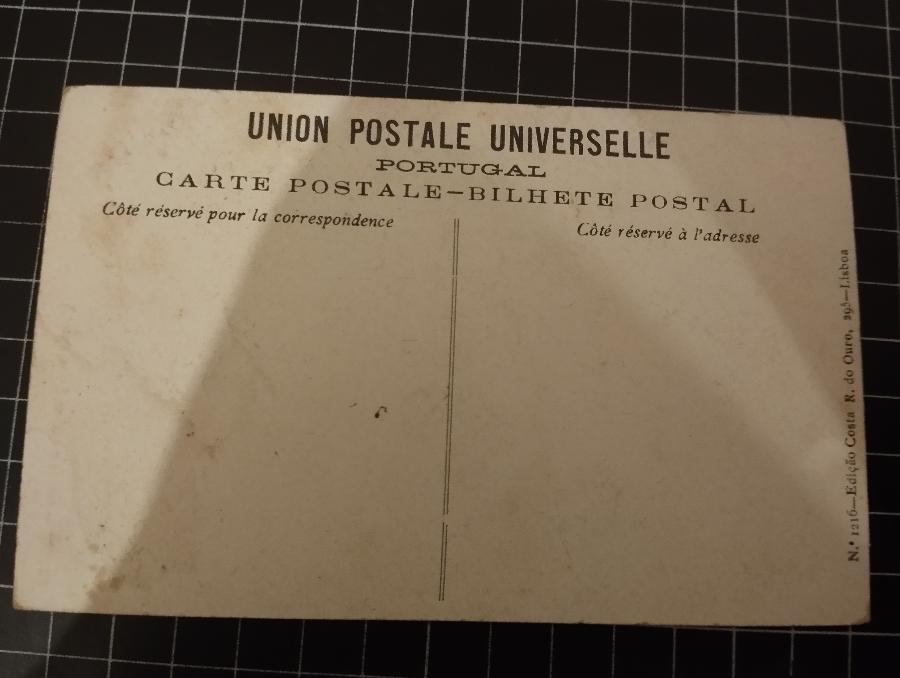 UNION POSTALE UNIVERSELLE
PORTUGAL
CARTE POSTALE—BILHETE POSTAL
Côté réservé pour la correspondence
Côté réservé à l'adresse
N.º 1216—Edição Costa R. do Ouro, 295—Lisboa